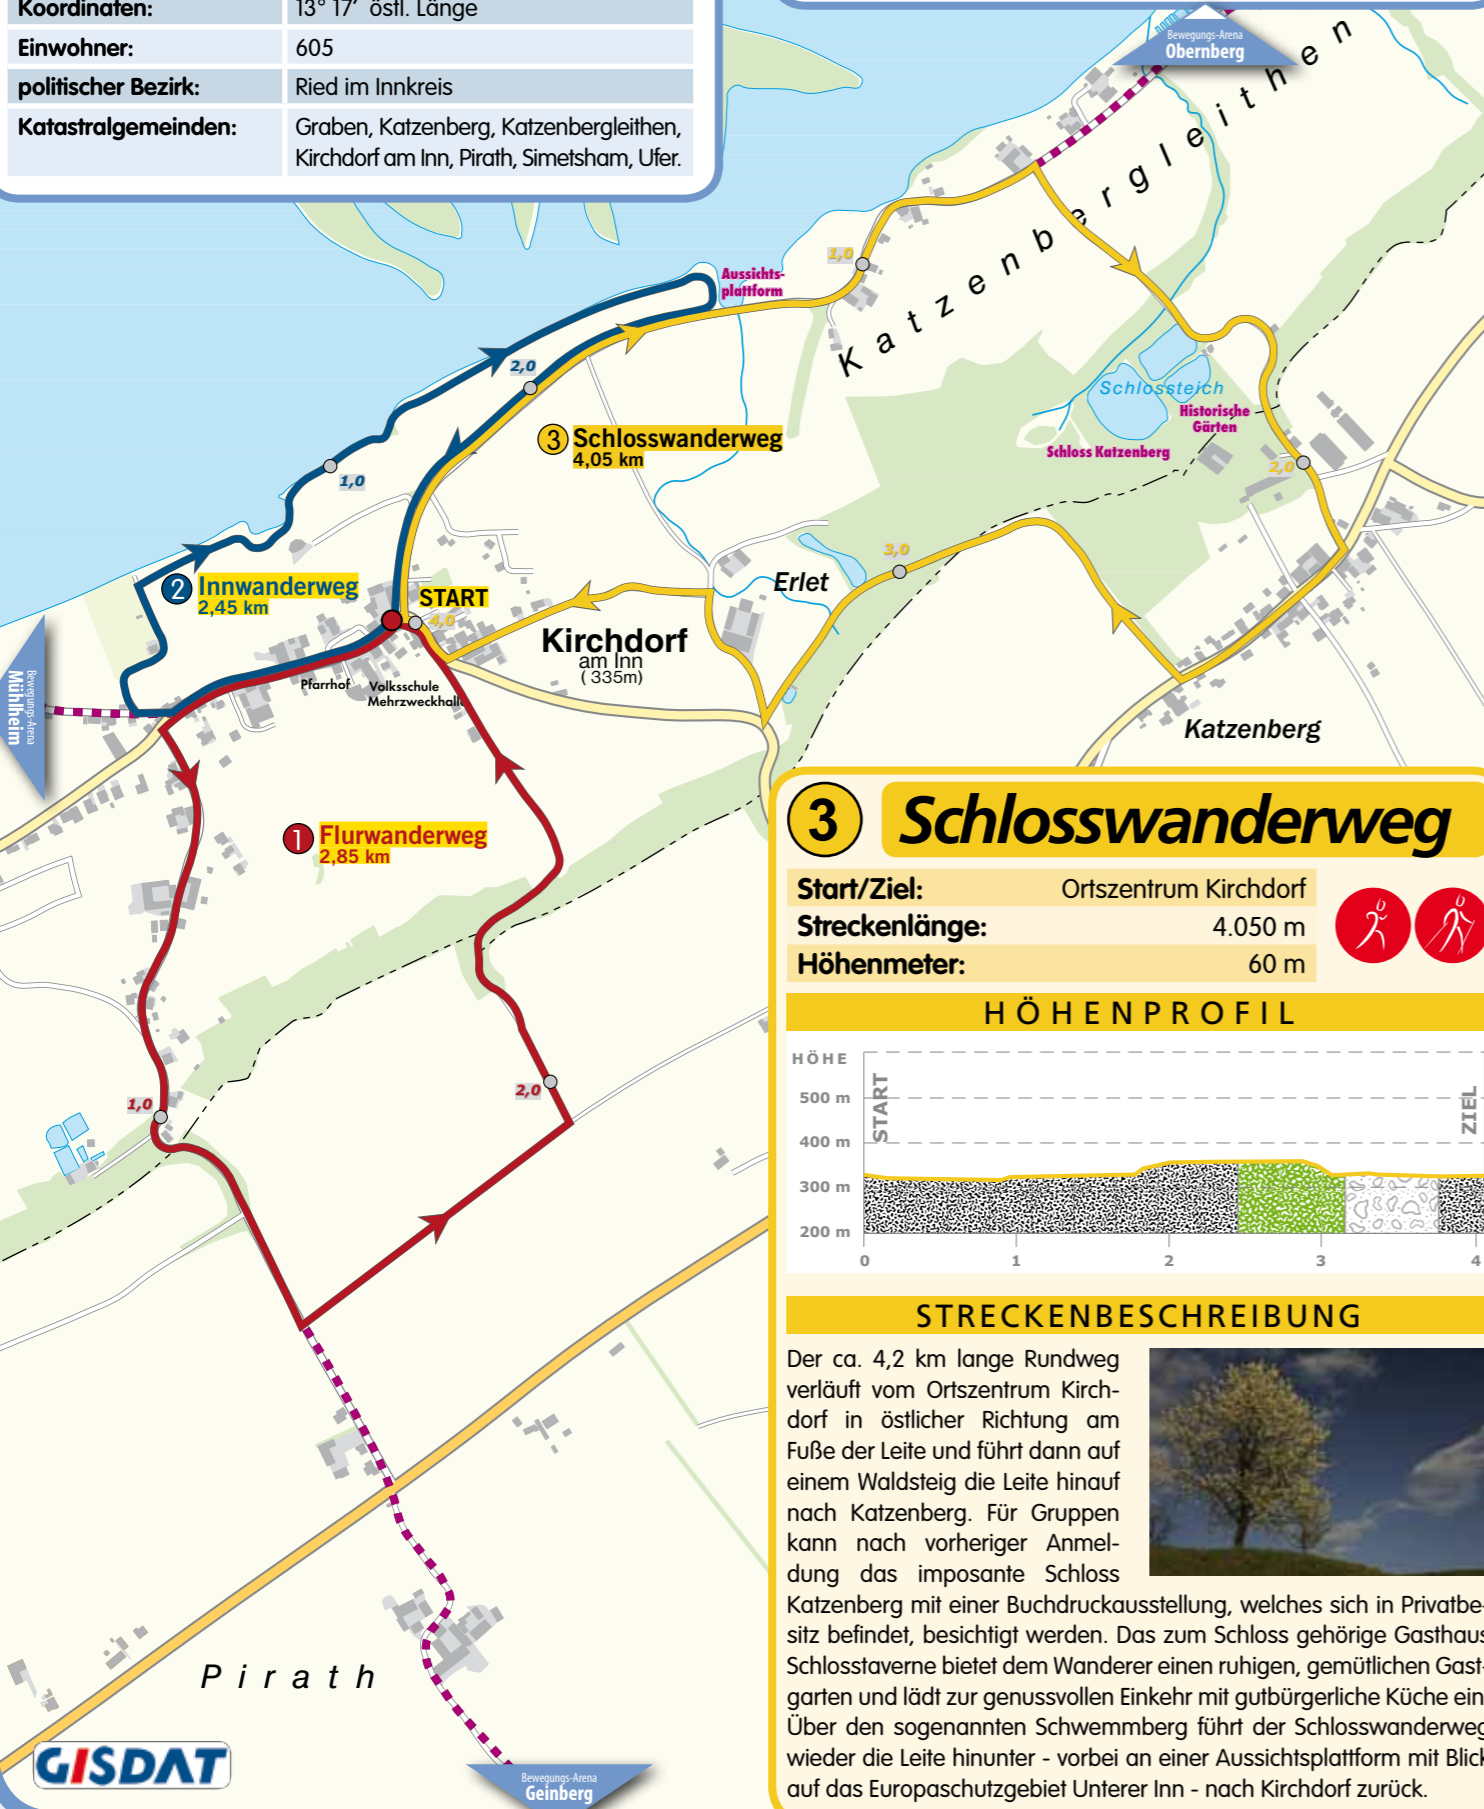 Koordinaten: 13° 17' östl. Länge
Einwohner: 605
politischer Bezirk: Ried im Innkreis
Katastralgemeinden: Graben, Katzenberg, Katzenbergleithen,
Kirchdorf am Inn, Pirath, Simetsham, Ufer.
Bewegungs-Arena
Obernberg
Katzenbergleithen
Aussichts-
plattform
1,0
2,0
1,0
3 Schlosswanderweg
4,05 km
Schlossteich
Historische
Gärten
Schloss Katzenberg
2,0
3,0
Erlet
2 Innwanderweg
2,45 km
START
4,0
Kirchdorf
am Inn
( 335m)
Pfarrhof
Volksschule
Mehrzweckhalle
Bewegungs-Arena
Mühlheim
Katzenberg
1 Flurwanderweg
2,85 km
1,0
2,0
Pirath
GISDAT
Bewegungs-Arena
Geinberg
3 Schlosswanderweg
Start/Ziel: Ortszentrum Kirchdorf
Streckenlänge: 4.050 m
Höhenmeter: 60 m
HÖHENPROFIL
HÖHE
500 m
400 m
300 m
200 m
START
ZIEL
0 1 2 3 4
STRECKENBESCHREIBUNG
Der ca. 4,2 km lange Rundweg
verläuft vom Ortszentrum Kirch-
dorf in östlicher Richtung am
Fuße der Leite und führt dann auf
einem Waldsteig die Leite hinauf
nach Katzenberg. Für Gruppen
kann nach vorheriger Anmel-
dung das imposante Schloss
Katzenberg mit einer Buchdruckausstellung, welches sich in Privatbe-
sitz befindet, besichtigt werden. Das zum Schloss gehörige Gasthaus
Schlosstaverne bietet dem Wanderer einen ruhigen, gemütlichen Gast-
garten und lädt zur genussvollen Einkehr mit gutbürgerliche Küche ein.
Über den sogenannten Schwemmberg führt der Schlosswanderweg
wieder die Leite hinunter - vorbei an einer Aussichtsplattform mit Blick
auf das Europaschutzgebiet Unterer Inn - nach Kirchdorf zurück.